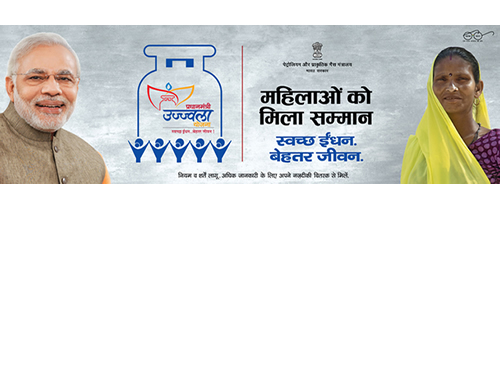 प्रधानमंत्री
उज्ज्वला
योजना
स्वच्छ ईंधन, बेहतर जीवन
पेट्रोलियम और प्राकृतिक गैस मंत्रालय
भारत सरकार
महिलाओं को
मिला सम्मान
स्वच्छ ईंधन.
बेहतर जीवन.
नियम व शर्तें लागू, अधिक जानकारी के लिए अपने नज़दीकी वितरक से मिलें.